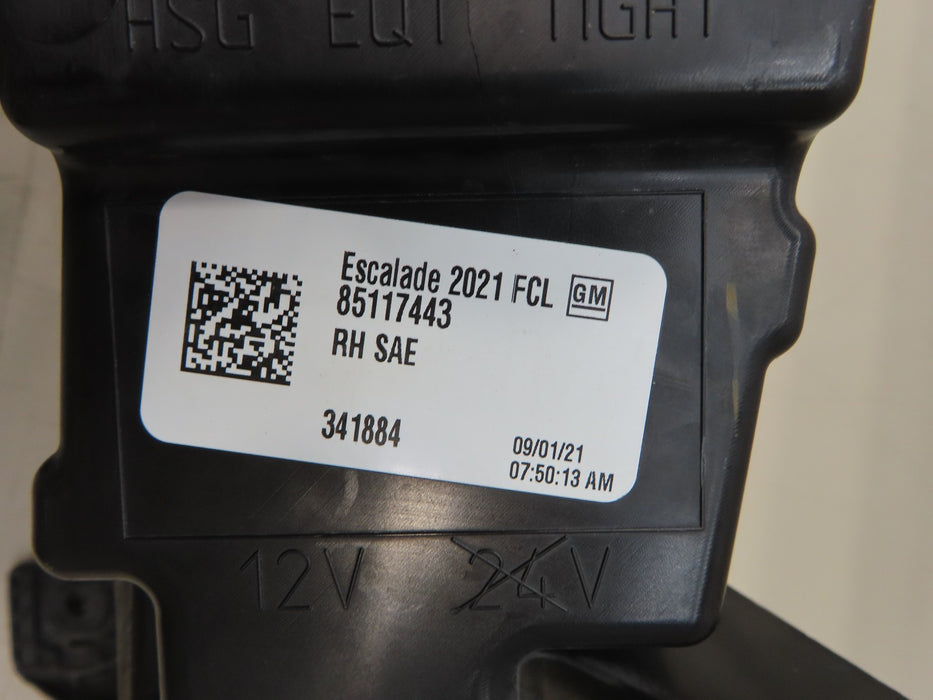 HSG EQT TIGHT
Escalade 2021 FCL GM
85117443
RH SAE
341884
09/01/21
07:50:13 AM
12V 24V